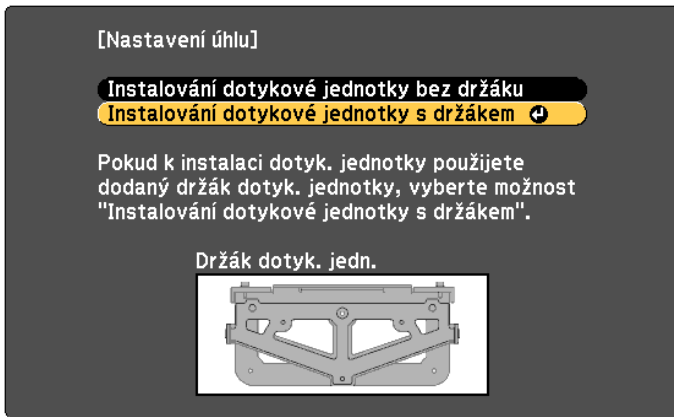 [Nastavení úhlu]
Instalování dotykové jednotky bez držáku
Instalování dotykové jednotky s držákem
Pokud k instalaci dotyk. jednotky použijete
dodaný držák dotyk. jednotky, vyberte možnost
"Instalování dotykové jednotky s držákem".
Držák dotyk. jedn.